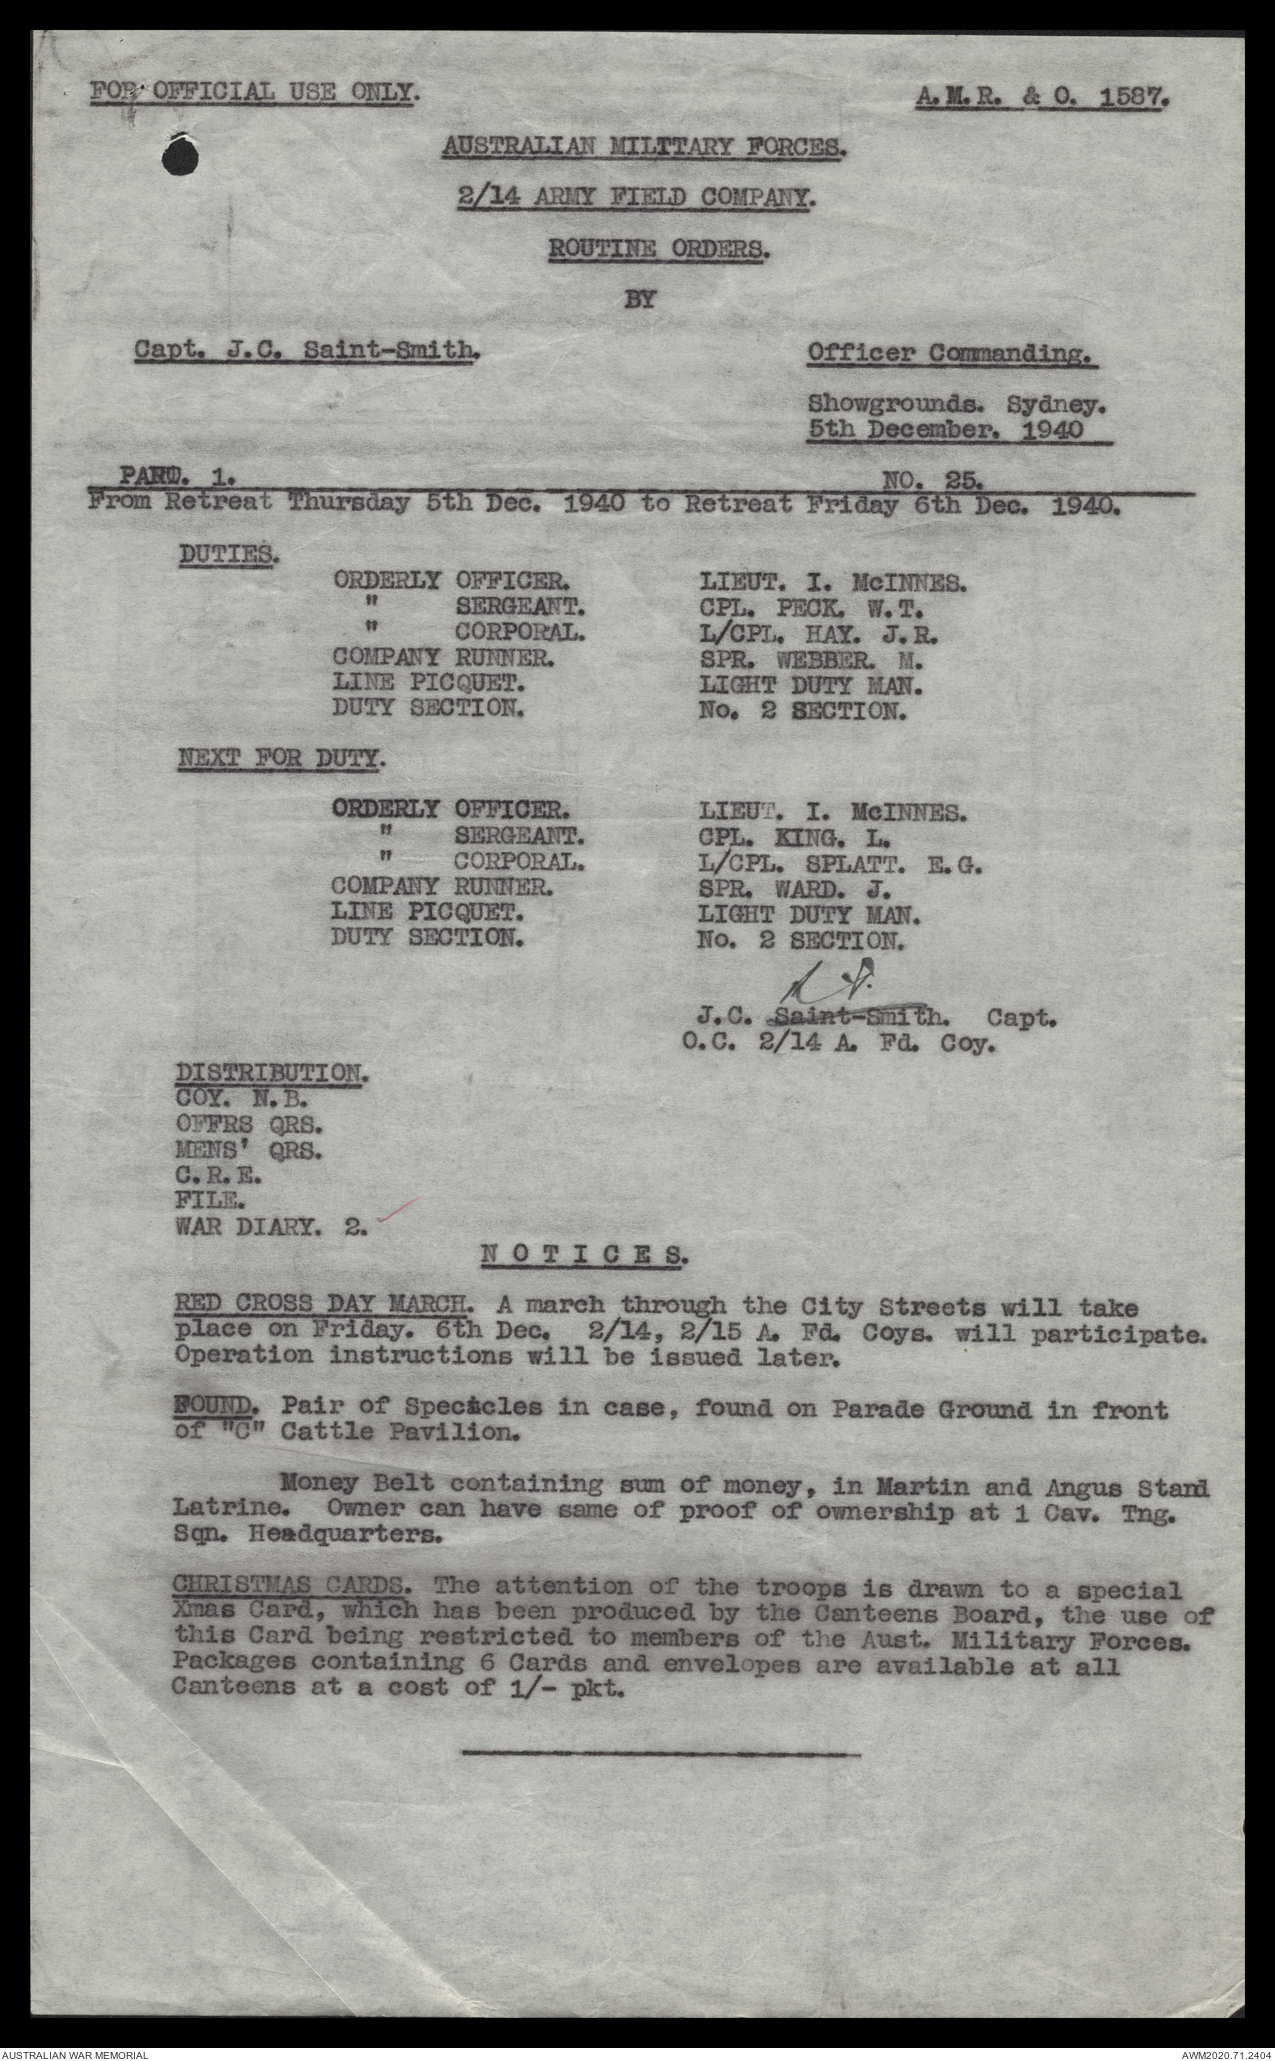 FOR OFFICIAL USE ONLY.
A.M.R. & O. 1587.
AUSTRALIAN MILITARY FORCES.
2/14 ARMY FIELD COMPANY.
ROUTINE ORDERS.
BY
Capt. J.C. Saint-Smith.
Officer Commanding.
Showgrounds. Sydney.
5th December. 1940
PART. 1. NO. 25.
From Retreat Thursday 5th Dec. 1940 to Retreat Friday 6th Dec. 1940.
DUTIES.
ORDERLY OFFICER. LIEUT. I. McINNES.
" SERGEANT. CPL. PECK. W.T.
" CORPORAL. L/CPL. HAY. J.R.
COMPANY RUNNER. SPR. WEBBER. M.
LINE PICQUET. LIGHT DUTY MAN.
DUTY SECTION. No. 2 SECTION.
NEXT FOR DUTY.
ORDERLY OFFICER. LIEUT. I. McINNES.
" SERGEANT. CPL. KING. L.
" CORPORAL. L/CPL. SPLATT. E.G.
COMPANY RUNNER. SPR. WARD. J.
LINE PICQUET. LIGHT DUTY MAN.
DUTY SECTION. No. 2 SECTION.
J.C. Saint-Smith. Capt.
O.C. 2/14 A. Fd. Coy.
DISTRIBUTION.
COY. N.B.
OFFRS QRS.
MENS' QRS.
C.R.E.
FILE.
WAR DIARY. 2.
N O T I C E S.
RED CROSS DAY MARCH. A march through the City Streets will take
place on Friday. 6th Dec. 2/14, 2/15 A. Fd. Coys. will participate.
Operation instructions will be issued later.
FOUND. Pair of Spectacles in case, found on Parade Ground in front
of "C" Cattle Pavilion.
Money Belt containing sum of money, in Martin and Angus Stand
Latrine. Owner can have same of proof of ownership at 1 Cav. Tng.
Sqn. Headquarters.
CHRISTMAS CARDS. The attention of the troops is drawn to a special
Xmas Card, which has been produced by the Canteens Board, the use of
this Card being restricted to members of the Aust. Military Forces.
Packages containing 6 Cards and envelopes are available at all
Canteens at a cost of 1/- pkt.
AUSTRALIAN WAR MEMORIAL
AWM2020.71.2404